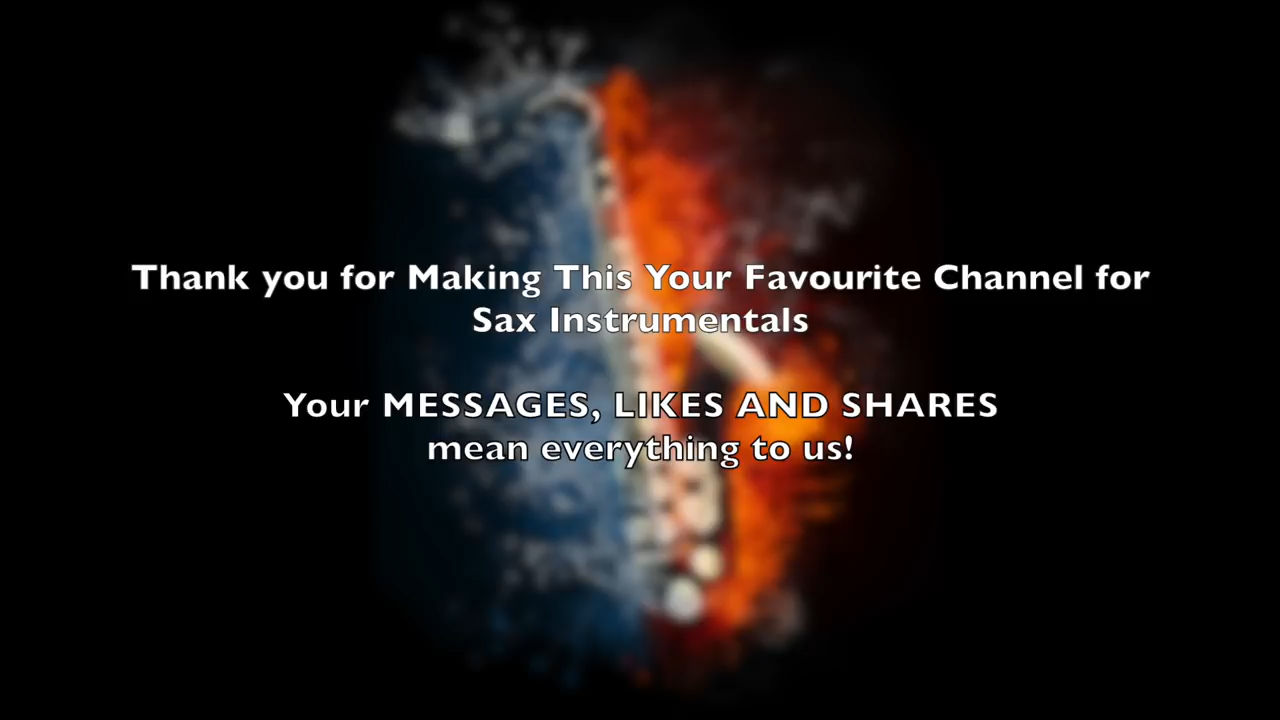 Thank you for Making This Your Favourite Channel for
Sax Instrumentals
Your MESSAGES, LIKES AND SHARES
mean everything to us!